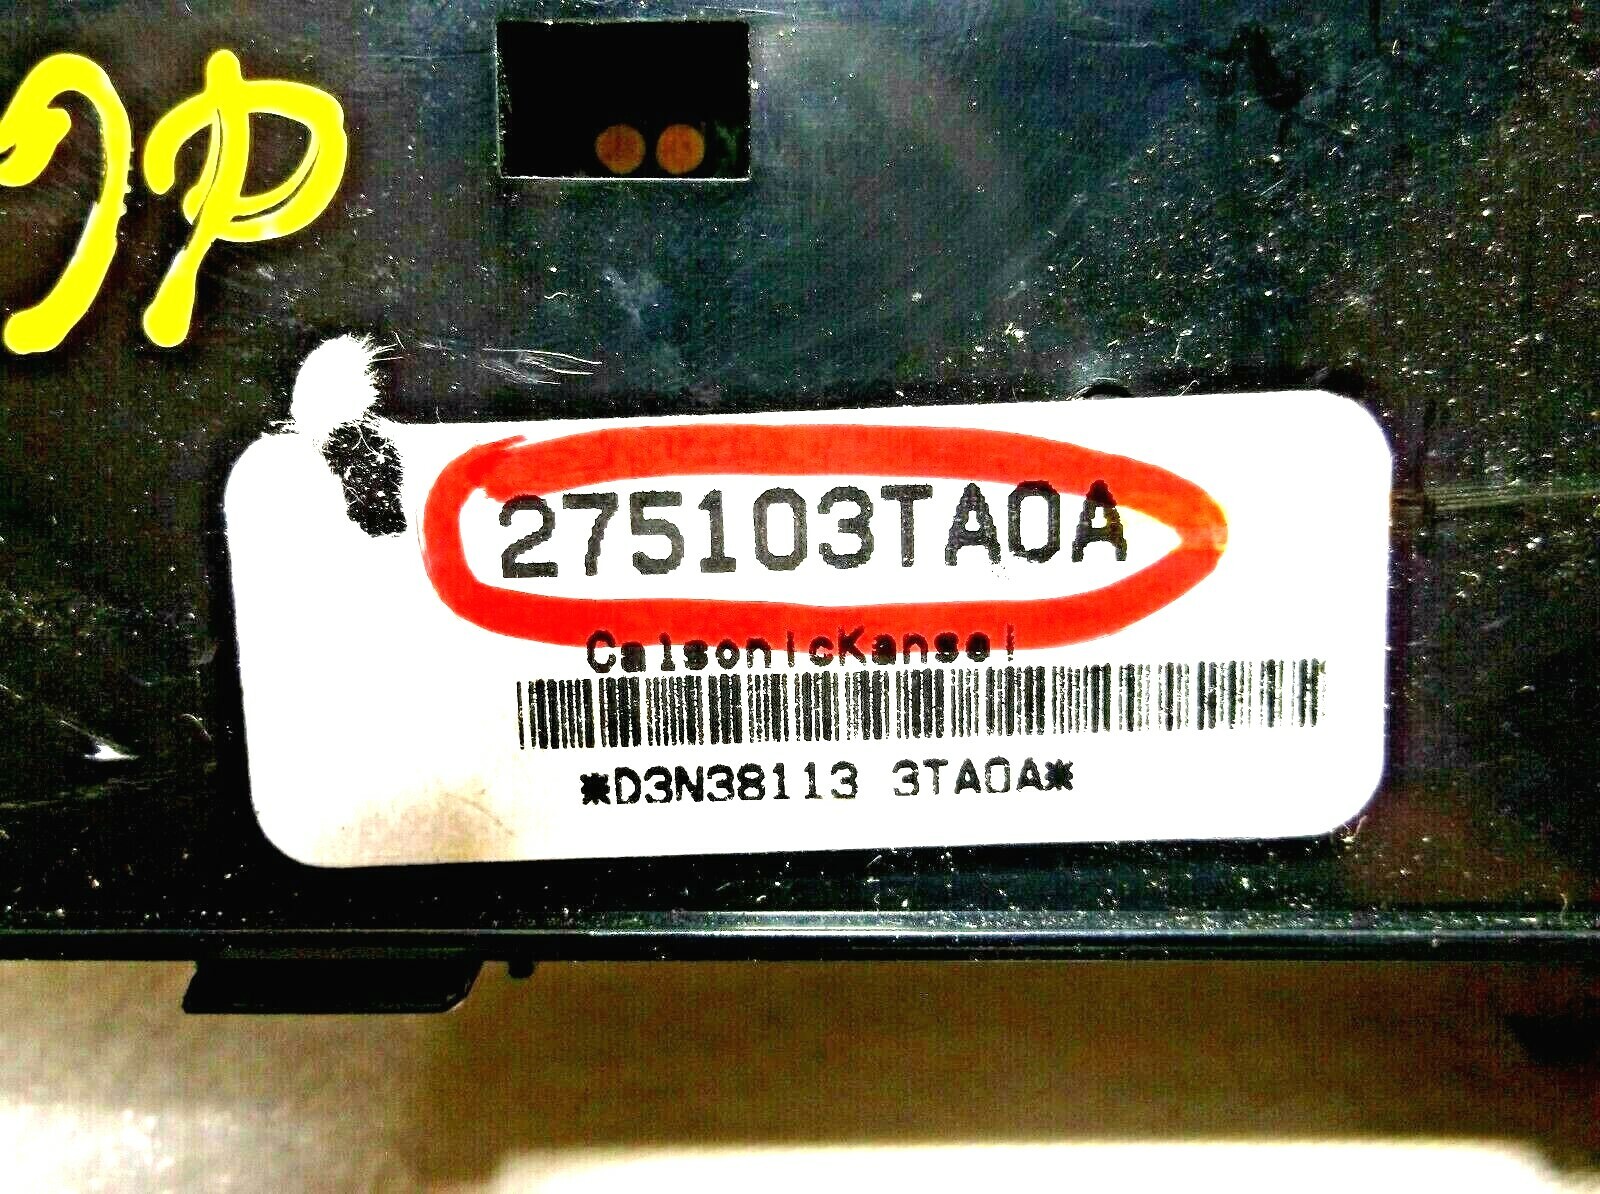 275103TA0A
CalsonicKansei
*D3N38113 3TA0A*